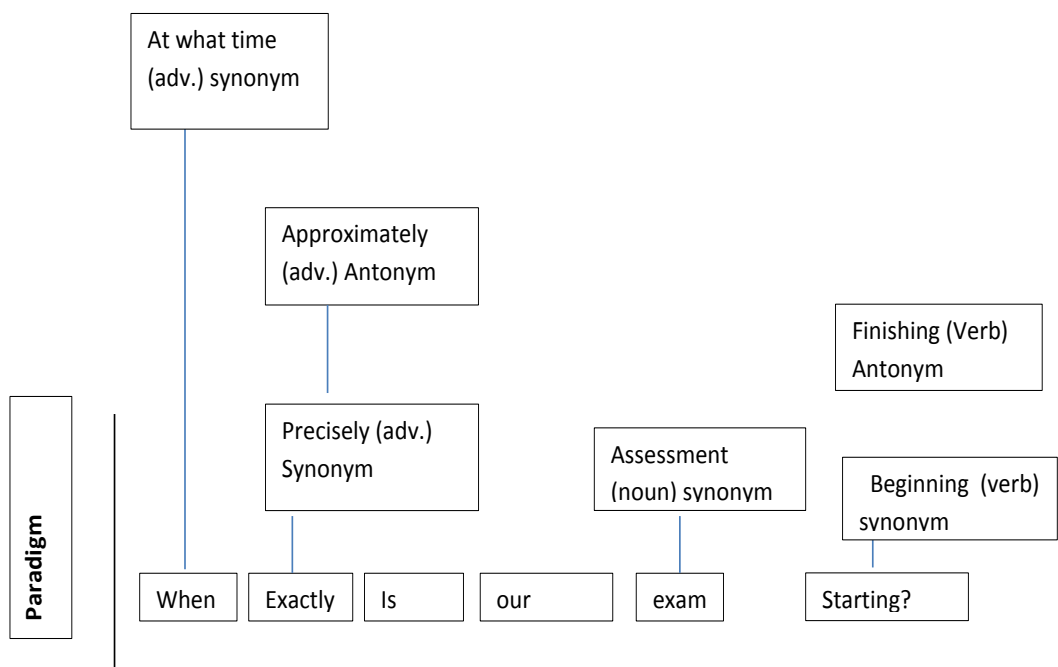 At what time
(adv.) synonym
Approximately
(adv.) Antonym
Finishing (Verb)
Antonym
Precisely (adv.)
Synonym
Assessment
(noun) synonym
Beginning (verb)
synonym
Paradigm
When
Exactly
Is
our
exam
Starting?